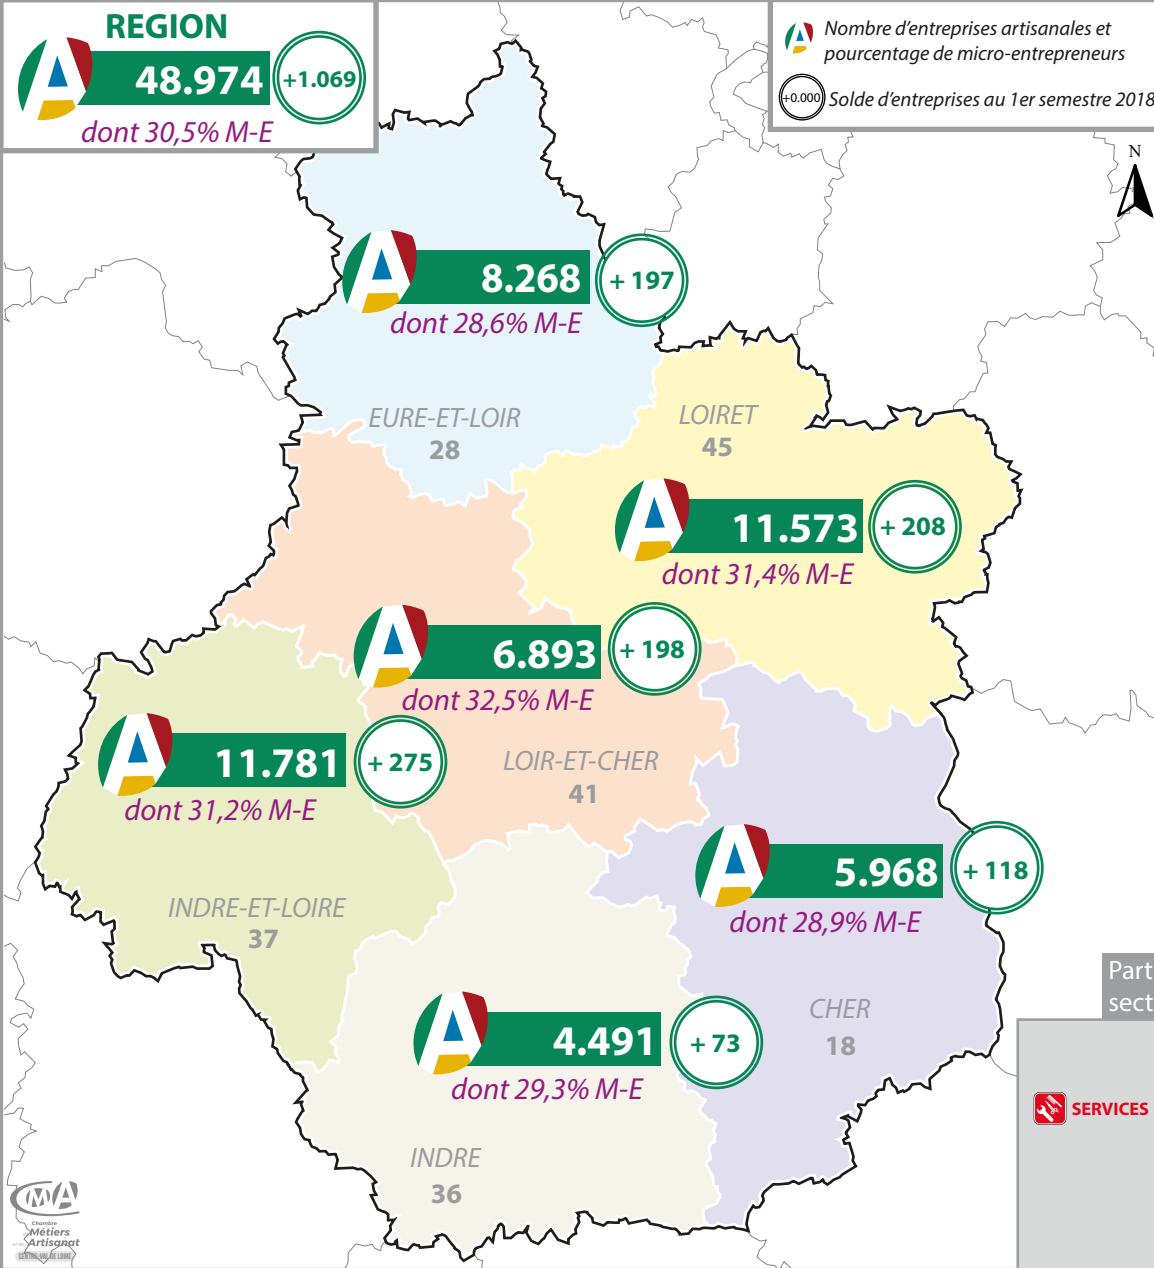 REGION
48.974
+1.069
dont 30,5% M-E
Nombre d'entreprises artisanales et
pourcentage de micro-entrepreneurs
+0.000
Solde d'entreprises au 1er semestre 2018
N
8.268
+ 197
dont 28,6% M-E
EURE-ET-LOIR
28
LOIRET
45
11.573
+ 208
dont 31,4% M-E
6.893
+ 198
dont 32,5% M-E
LOIR-ET-CHER
41
11.781
+ 275
dont 31,2% M-E
INDRE-ET-LOIRE
37
5.968
+ 118
dont 28,9% M-E
CHER
18
4.491
+ 73
dont 29,3% M-E
INDRE
36
Part
sect
SERVICES
CMA
Chambre
Métiers
Artisanat
CENTRE-VAL DE LOIRE